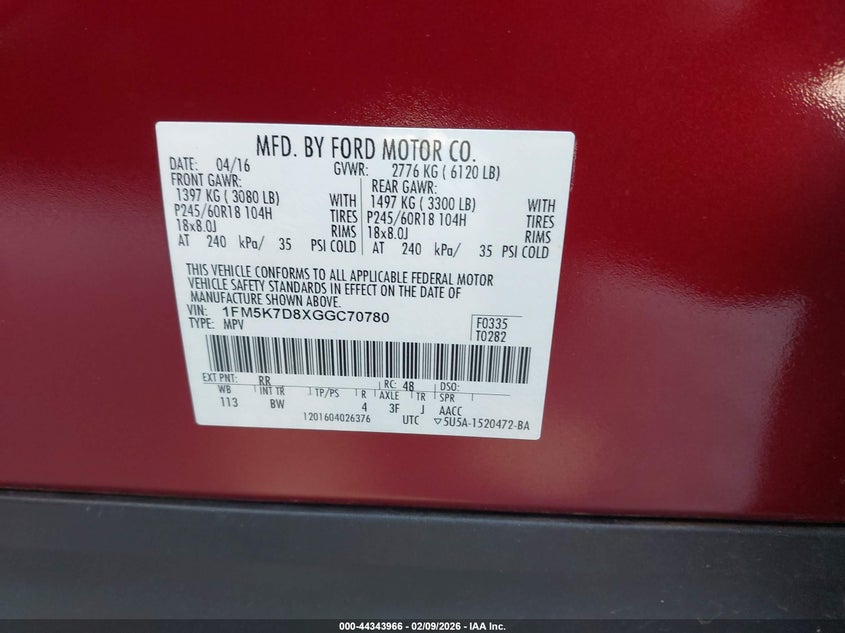 MFD. BY FORD MOTOR CO.
DATE: 04/16 GVWR: 2776 KG ( 6120 LB)
FRONT GAWR: REAR GAWR:
1397 KG ( 3080 LB) WITH 1497 KG ( 3300 LB) WITH
P245/60R18 104H TIRES P245/60R18 104H TIRES
18x8.0J RIMS 18x8.0J RIMS
AT 240 kPa/ 35 PSI COLD AT 240 kPa/ 35 PSI COLD
THIS VEHICLE CONFORMS TO ALL APPLICABLE FEDERAL MOTOR
VEHICLE SAFETY STANDARDS IN EFFECT ON THE DATE OF
MANUFACTURE SHOWN ABOVE.
VIN: 1FM5K7D8XGGC70780
TYPE: MPV
F0335
T0282
EXT PNT: RR RC: 48 DSO:
WB INT TR TP/PS R AXLE TR SPR
113 BW 4 3F J AACC
1201604026376 UTC ▽5U5A-1520472-BA
000-44343966 - 02/09/2026 - IAA Inc.